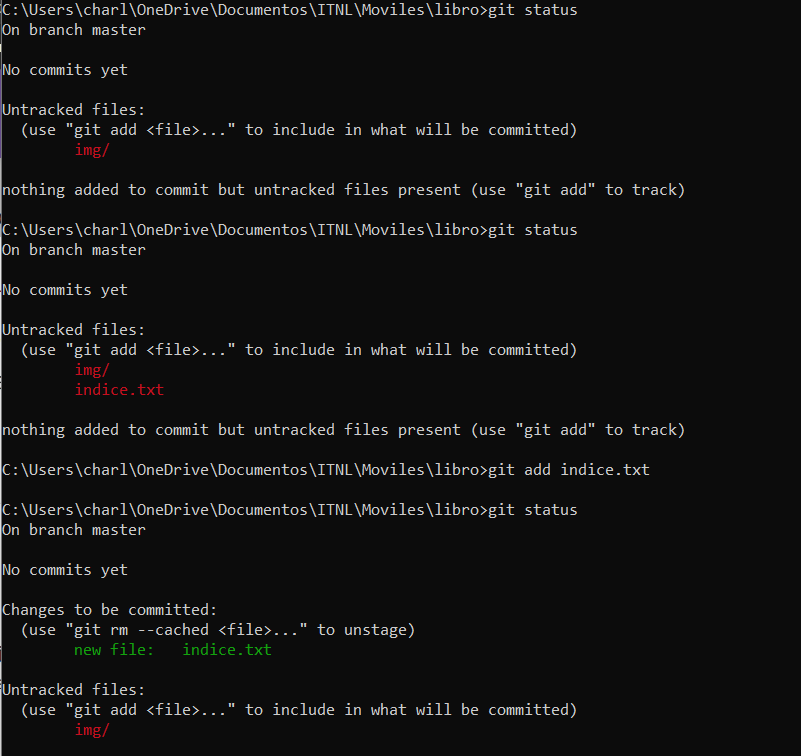 C:\Users\charl\OneDrive\Documentos\ITNL\Moviles\libro>git status
On branch master
No commits yet
Untracked files:
  (use "git add <file>..." to include in what will be committed)
        img/
nothing added to commit but untracked files present (use "git add" to track)
C:\Users\charl\OneDrive\Documentos\ITNL\Moviles\libro>git status
On branch master
No commits yet
Untracked files:
  (use "git add <file>..." to include in what will be committed)
        img/
        indice.txt
nothing added to commit but untracked files present (use "git add" to track)
C:\Users\charl\OneDrive\Documentos\ITNL\Moviles\libro>git add indice.txt
C:\Users\charl\OneDrive\Documentos\ITNL\Moviles\libro>git status
On branch master
No commits yet
Changes to be committed:
  (use "git rm --cached <file>..." to unstage)
        new file:   indice.txt
Untracked files:
  (use "git add <file>..." to include in what will be committed)
        img/